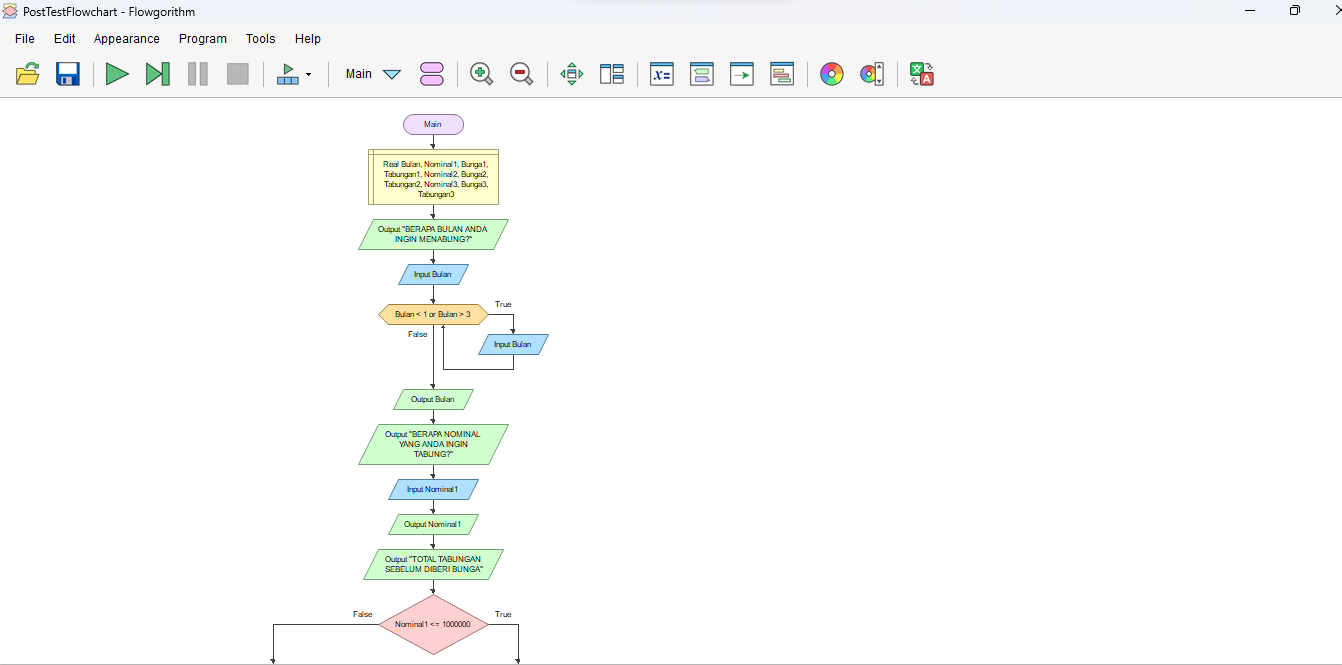 PostTestFlowchart - Flowgorithm
File Edit Appearance Program Tools Help
Main
x=
A
Main
Real Bulan, Nominal1, Bunga1,
Tabungan1, Nominal2, Bunga2,
Tabungan2, Nominal3, Bunga3,
Tabungan3
Output "BERAPA BULAN ANDA
INGIN MENABUNG?"
Input Bulan
True
Bulan < 1 or Bulan > 3
False
Input Bulan
Output Bulan
Output "BERAPA NOMINAL
YANG ANDA INGIN
TABUNG?"
Input Nominal1
Output Nominal1
Output "TOTAL TABUNGAN
SEBELUM DIBERI BUNGA"
False True
Nominal1 <= 1000000